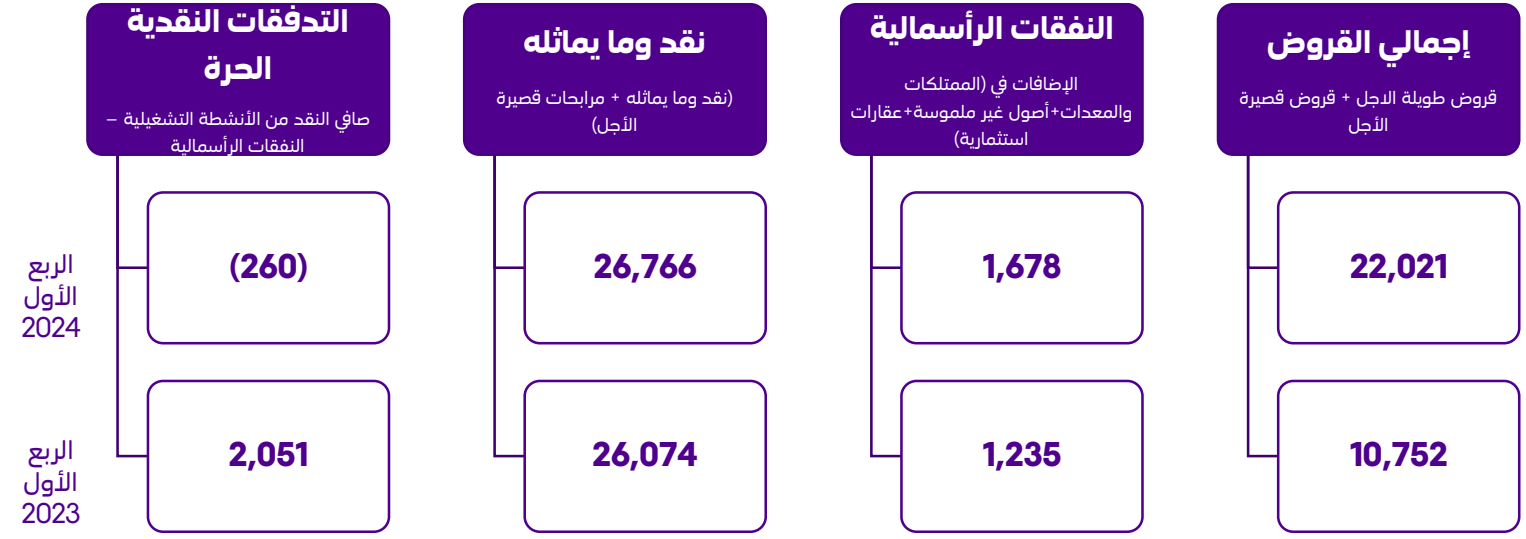 إجمالي القروض
قروض طويلة الاجل + قروض قصيرة
الأجل
22,021
10,752
النفقات الرأسمالية
الإضافات في (الممتلكات
والمعدات+أصول غير ملموسة+عقارات
استثمارية)
1,678
1,235
نقد وما يماثله
(نقد وما يماثله + مرابحات قصيرة
الأجل)
26,766
26,074
التدفقات النقدية
الحرة
صافي النقد من الأنشطة التشغيلية –
النفقات الرأسمالية
(260)
2,051
الربع
الأول
2024
الربع
الأول
2023